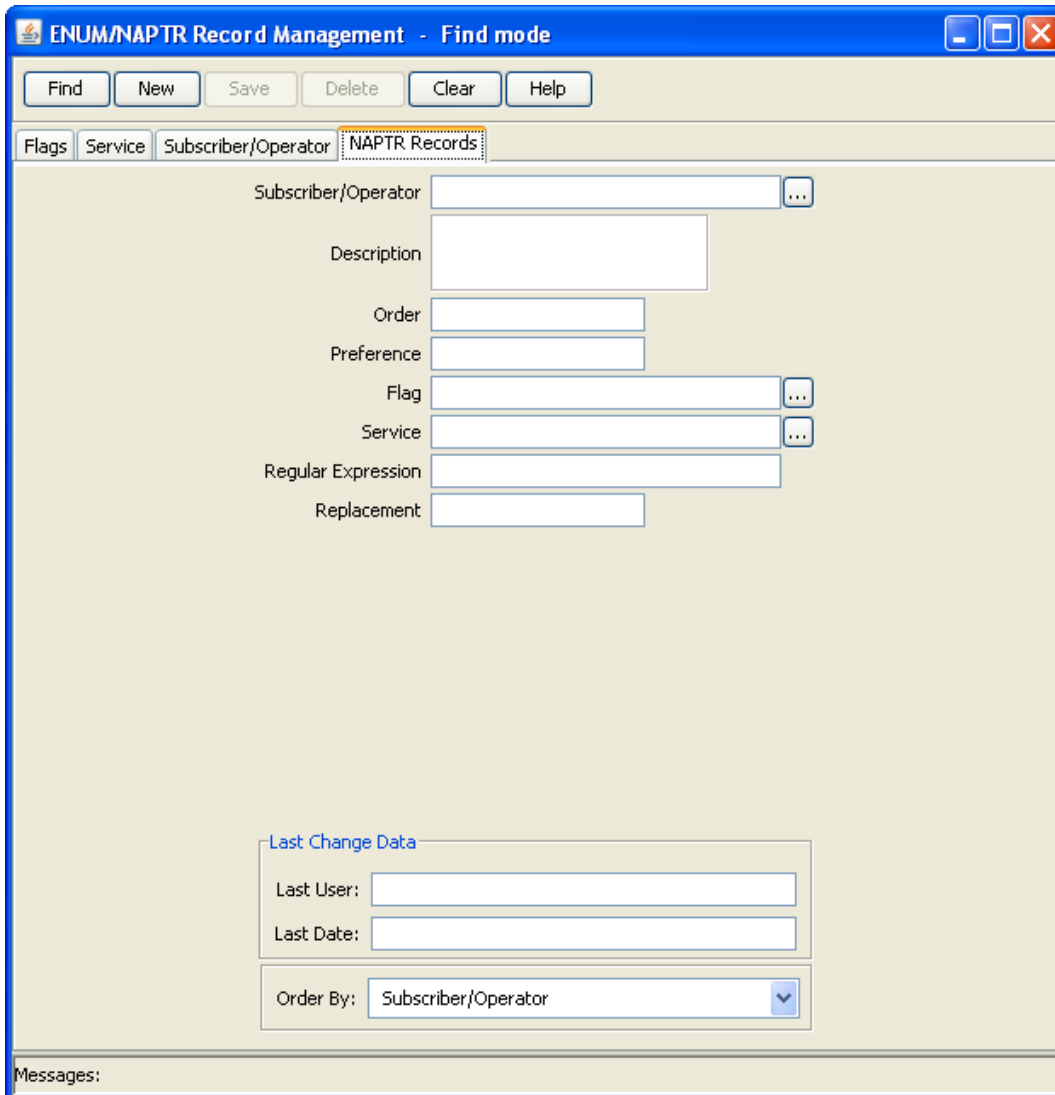 ENUM/NAPTR Record Management - Find mode
Find New Save Delete Clear Help
Flags Service Subscriber/Operator NAPTR Records
Subscriber/Operator ...
Description
Order
Preference
Flag ...
Service ...
Regular Expression
Replacement
Last Change Data
Last User:
Last Date:
Order By: Subscriber/Operator
Messages: